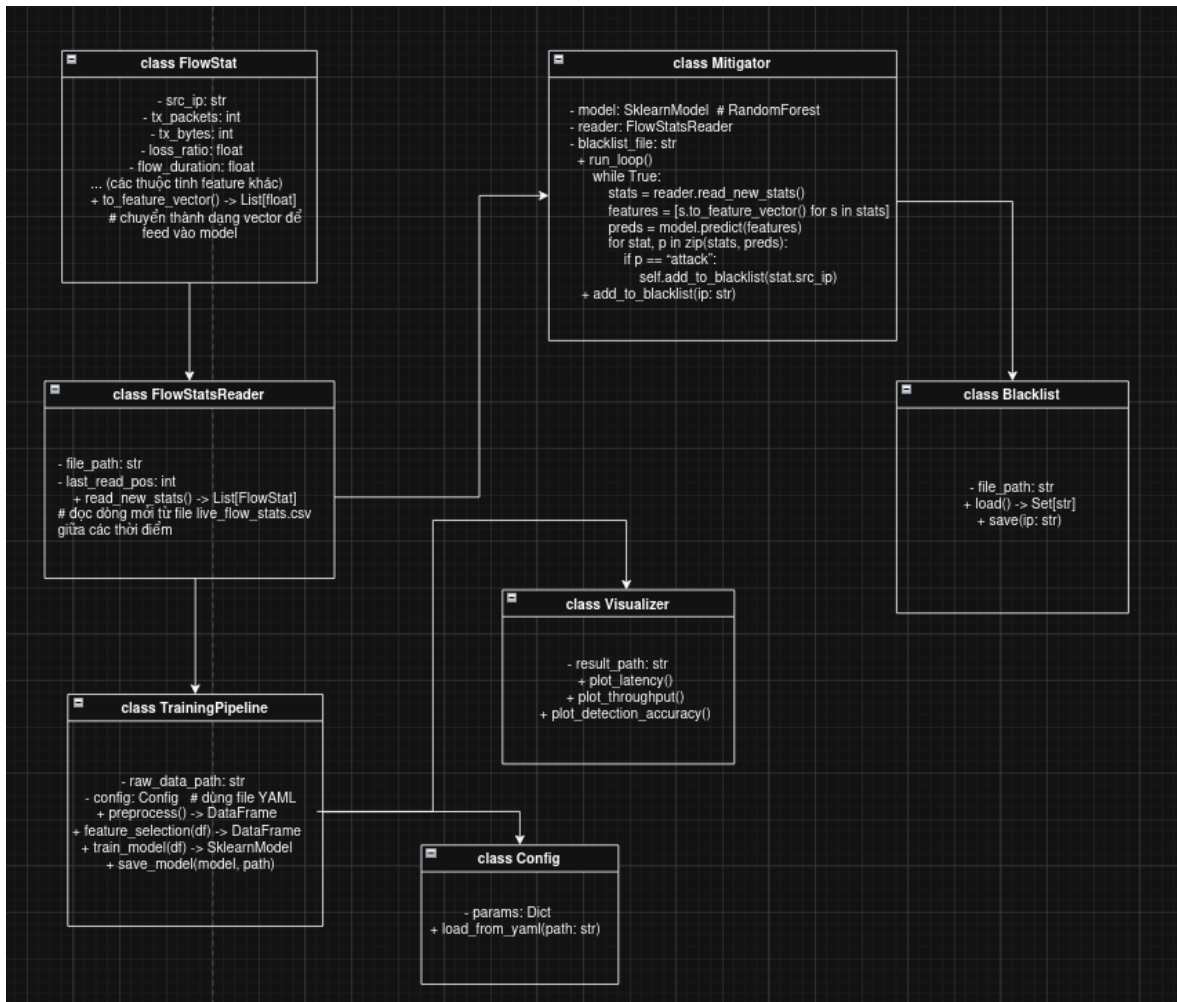 class FlowStat
- src_ip: str
- tx_packets: int
- tx_bytes: int
- loss_ratio: float
- flow_duration: float
... (các thuộc tính feature khác)
+ to_feature_vector() -> List[float]
# chuyển thành dạng vector để
feed vào model
class Mitigator
- model: SklearnModel # RandomForest
- reader: FlowStatsReader
- blacklist_file: str
+ run_loop()
while True:
stats = reader.read_new_stats()
features = [s.to_feature_vector() for s in stats]
preds = model.predict(features)
for stat, p in zip(stats, preds):
if p == “attack”:
self.add_to_blacklist(stat.src_ip)
+ add_to_blacklist(ip: str)
class FlowStatsReader
- file_path: str
- last_read_pos: int
+ read_new_stats() -> List[FlowStat]
# đọc dòng mới từ file live_flow_stats.csv
giữa các thời điểm
class Blacklist
- file_path: str
+ load() -> Set[str]
+ save(ip: str)
class Visualizer
- result_path: str
+ plot_latency()
+ plot_throughput()
+ plot_detection_accuracy()
class TrainingPipeline
- raw_data_path: str
- config: Config # dùng file YAML
+ preprocess() -> DataFrame
+ feature_selection(df) -> DataFrame
+ train_model(df) -> SklearnModel
+ save_model(model, path)
class Config
- params: Dict
+ load_from_yaml(path: str)